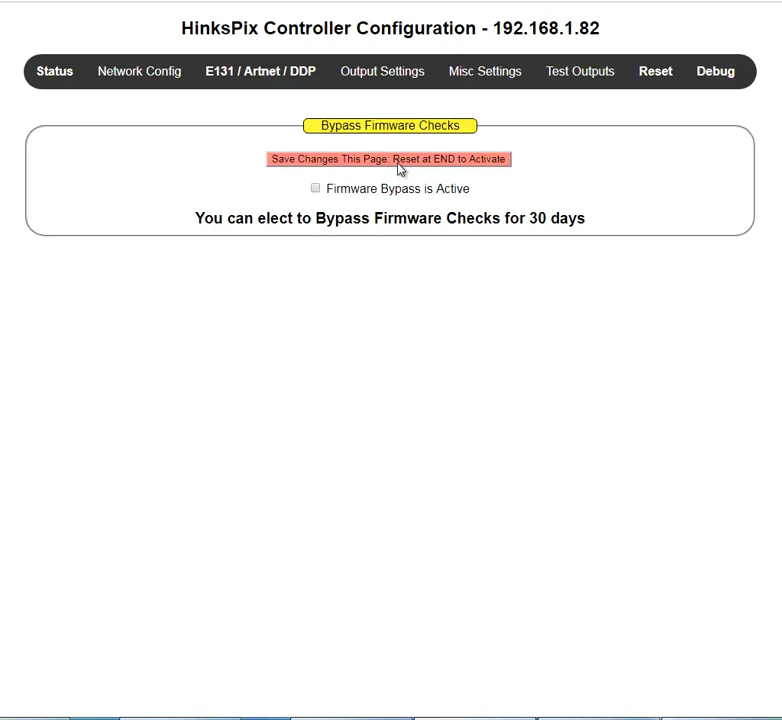 HinksPix Controller Configuration - 192.168.1.82
Status Network Config E131 / Artnet / DDP Output Settings Misc Settings Test Outputs Reset Debug
Bypass Firmware Checks
Save Changes This Page: Reset at END to Activate
Firmware Bypass is Active
You can elect to Bypass Firmware Checks for 30 days